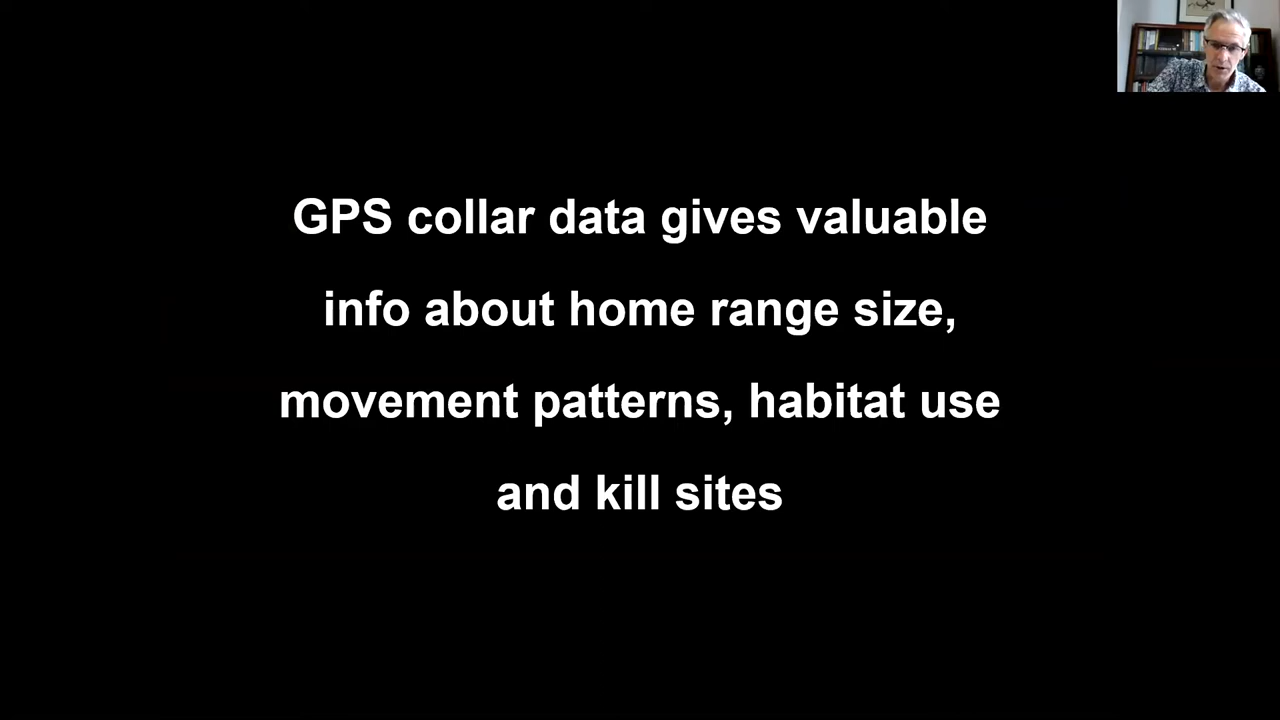 GPS collar data gives valuable
info about home range size,
movement patterns, habitat use
and kill sites